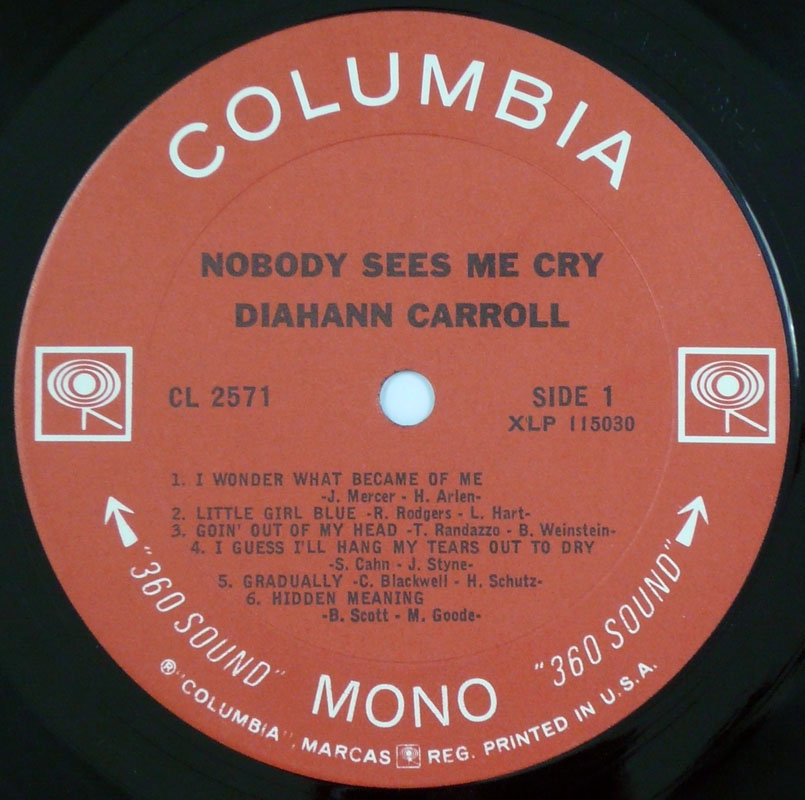 COLUMBIA
NOBODY SEES ME CRY
DIAHANN CARROLL
CL 2571
SIDE 1
XLP 115030
1. I WONDER WHAT BECAME OF ME
-J. Mercer - H. Arlen-
2. LITTLE GIRL BLUE -R. Rodgers - L. Hart-
3. GOIN' OUT OF MY HEAD -T. Randazzo - B. Weinstein-
4. I GUESS I'LL HANG MY TEARS OUT TO DRY
-S. Cahn - J. Styne-
5. GRADUALLY -C. Blackwell - H. Schutz-
6. HIDDEN MEANING
-B. Scott - M. Goode-
"360 SOUND" MONO "360 SOUND"
® "COLUMBIA", MARCAS REG. PRINTED IN U.S.A.